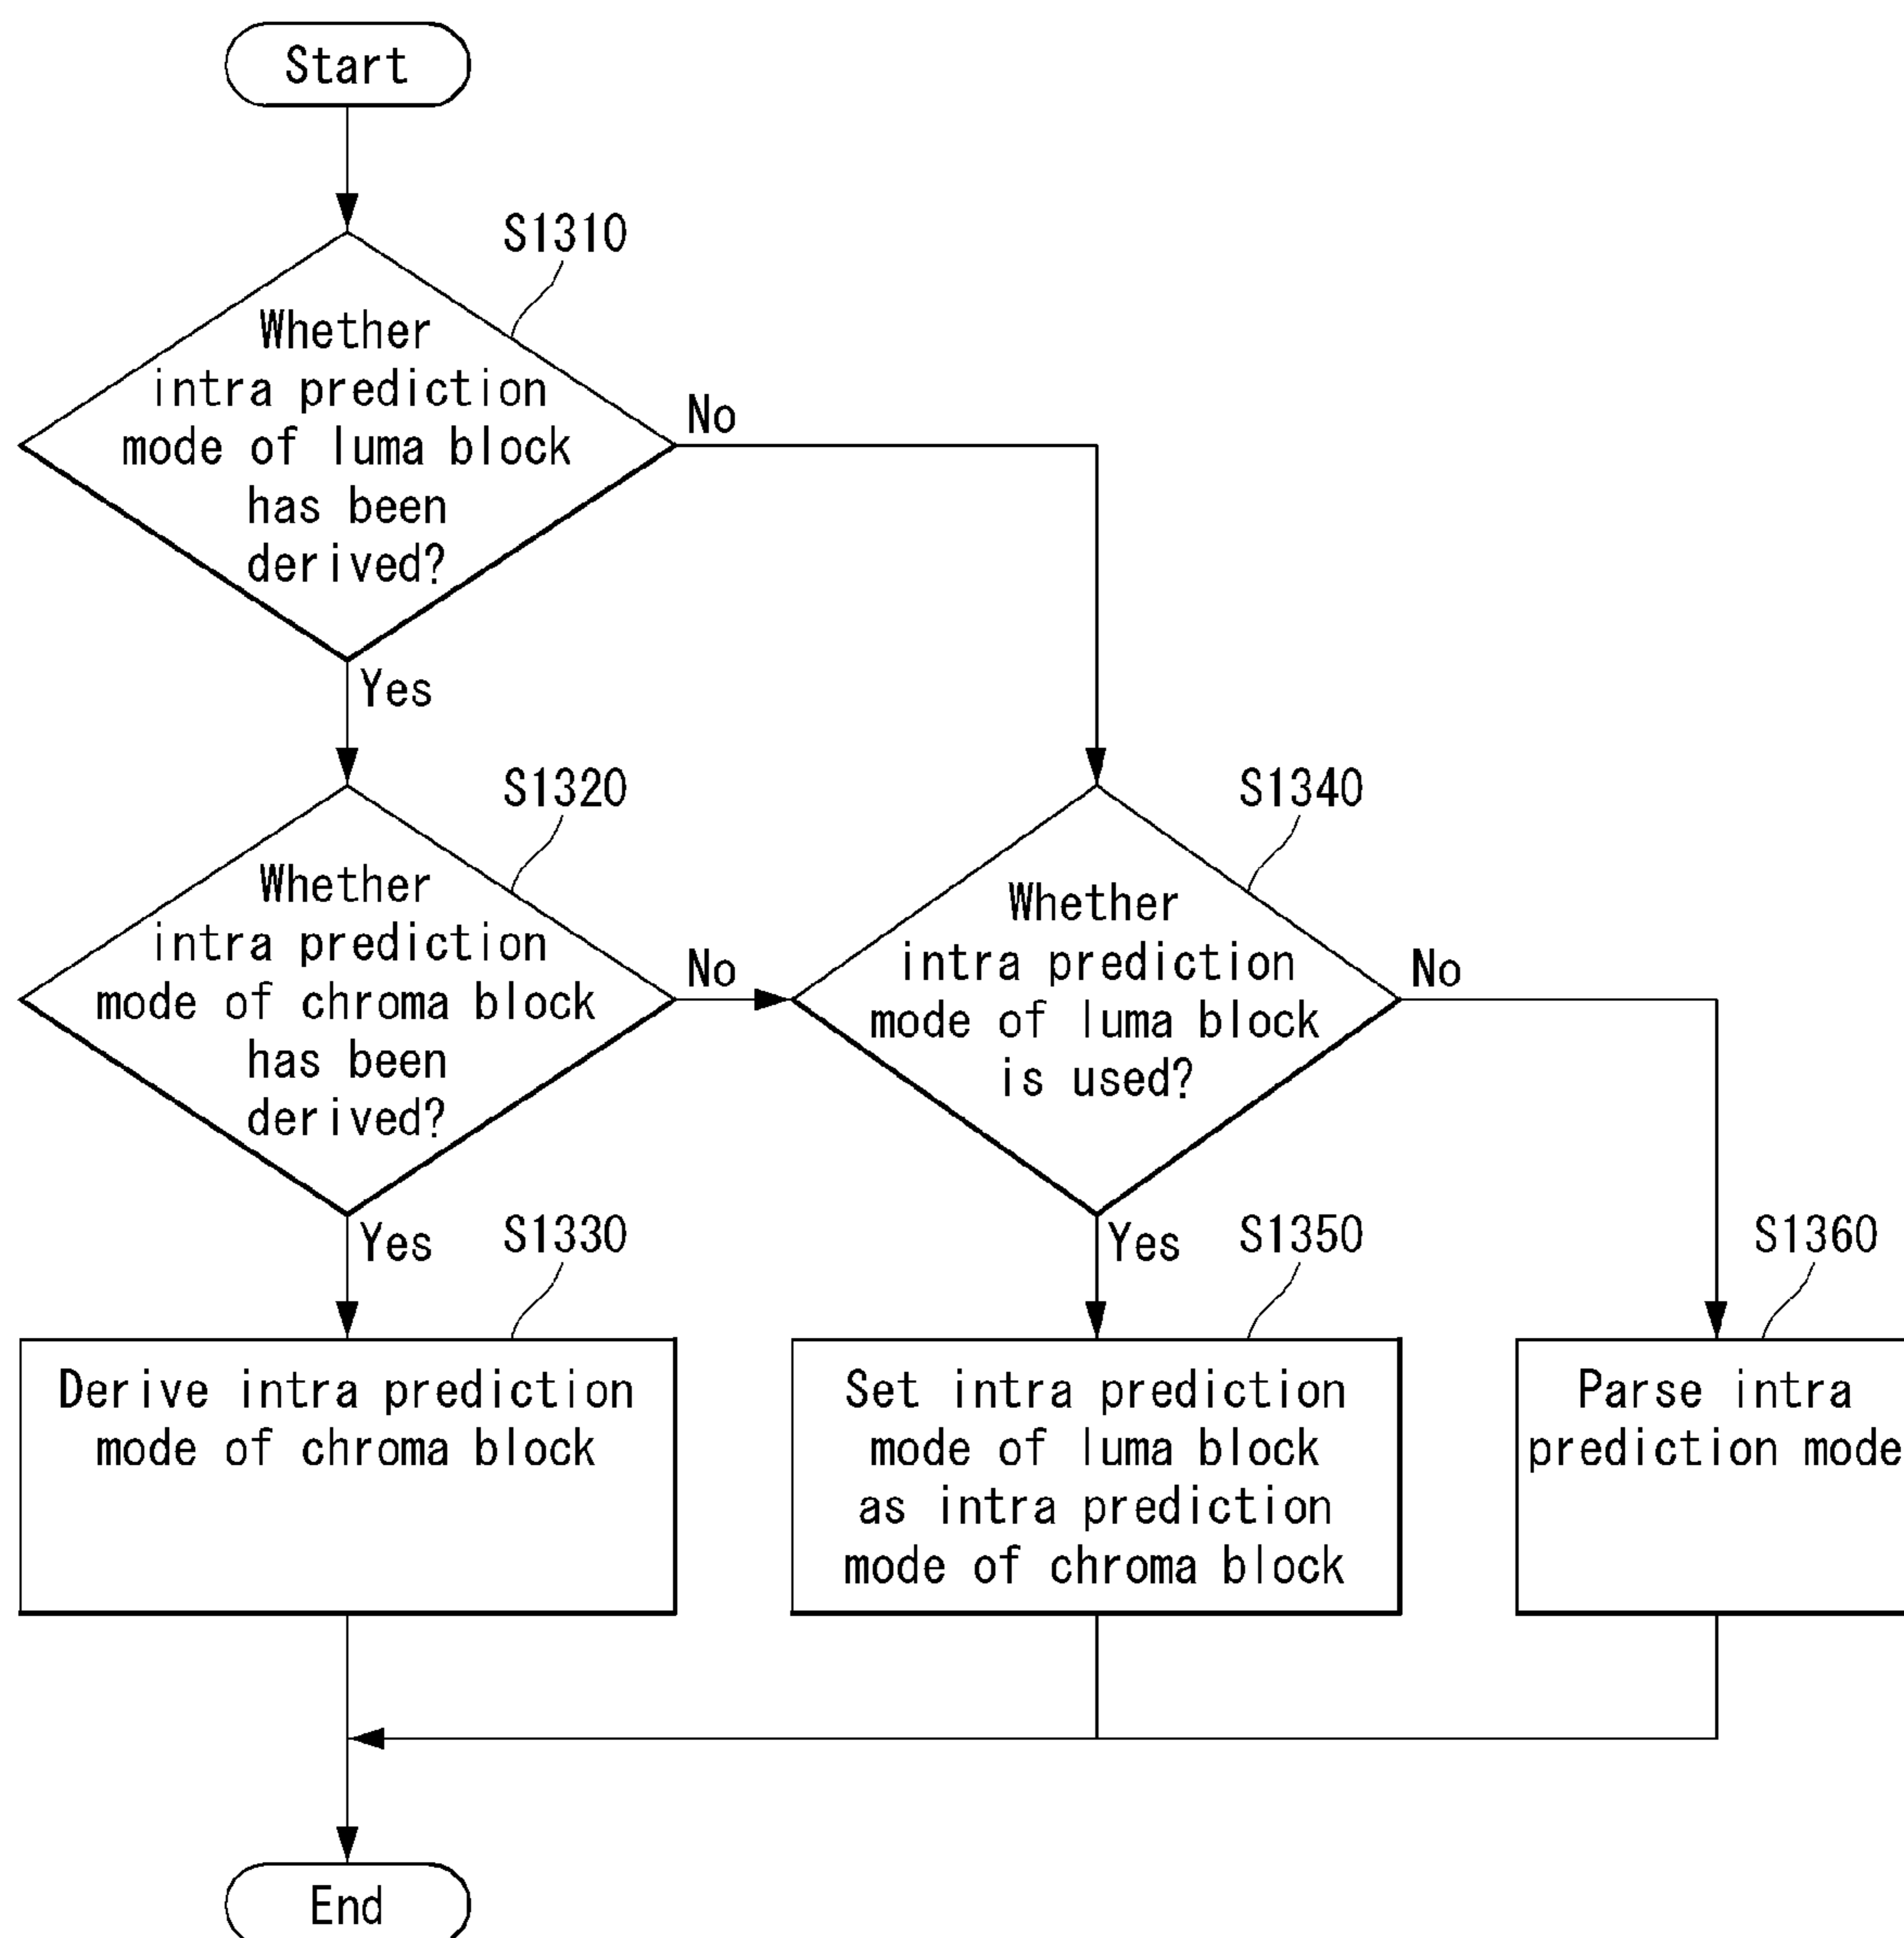 Start
S1310
Whether
intra prediction
mode of luma block
has been
derived?
No
Yes
S1320
Whether
intra prediction
mode of chroma block
has been
derived?
No
Yes
S1340
Whether
intra prediction
mode of luma block
is used?
No
Yes
S1330
Derive intra prediction
mode of chroma block
S1350
Set intra prediction
mode of luma block
as intra prediction
mode of chroma block
S1360
Parse intra
prediction mode
End